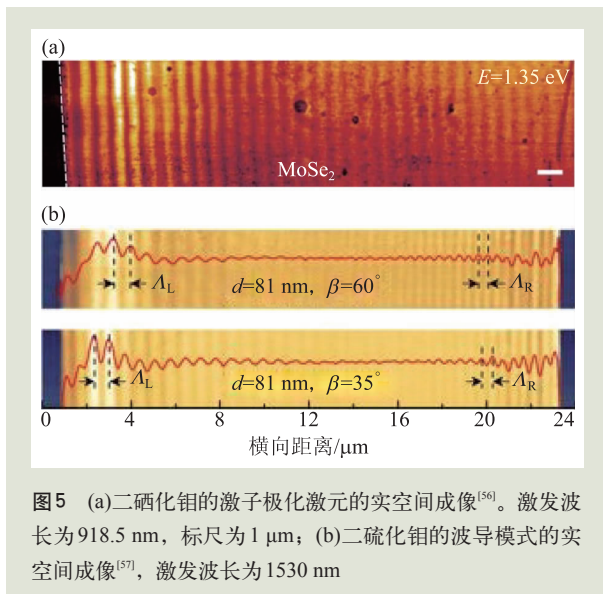 (a)
E=1.35 eV
MoSe₂
(b)
Λ_L d=81 nm，β=60° Λ_R
Λ_L d=81 nm，β=35° Λ_R
0 4 8 12 16 20 24
横向距离/μm
图5 (a)二硒化钼的激子极化激元的实空间成像[56]。激发波
长为918.5 nm，标尺为1 μm；(b)二硫化钼的波导模式的实
空间成像[57]，激发波长为1530 nm